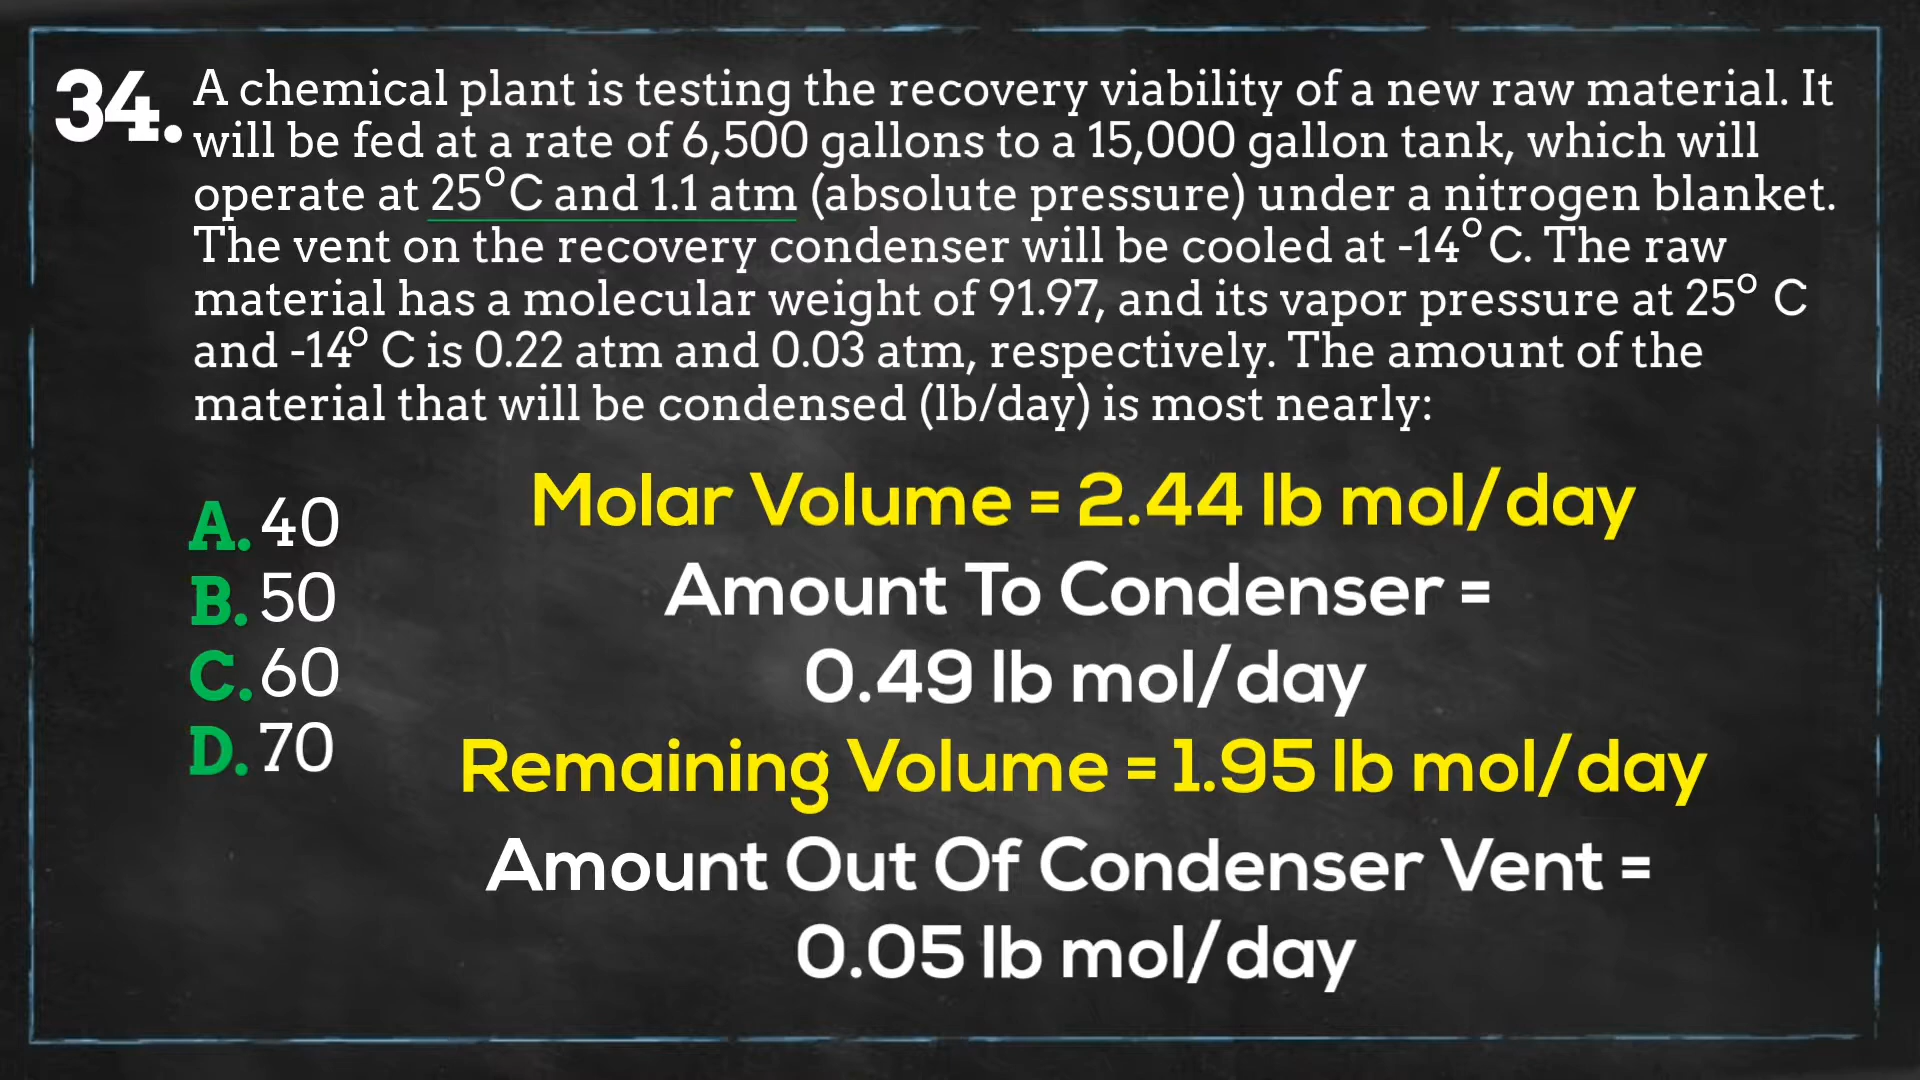 34. A chemical plant is testing the recovery viability of a new raw material. It
will be fed at a rate of 6,500 gallons to a 15,000 gallon tank, which will
operate at 25°C and 1.1 atm (absolute pressure) under a nitrogen blanket.
The vent on the recovery condenser will be cooled at -14°C. The raw
material has a molecular weight of 91.97, and its vapor pressure at 25° C
and -14° C is 0.22 atm and 0.03 atm, respectively. The amount of the
material that will be condensed (lb/day) is most nearly:
A. 40
B. 50
C. 60
D. 70
Molar Volume = 2.44 lb mol/day
Amount To Condenser =
0.49 lb mol/day
Remaining Volume = 1.95 lb mol/day
Amount Out Of Condenser Vent =
0.05 lb mol/day